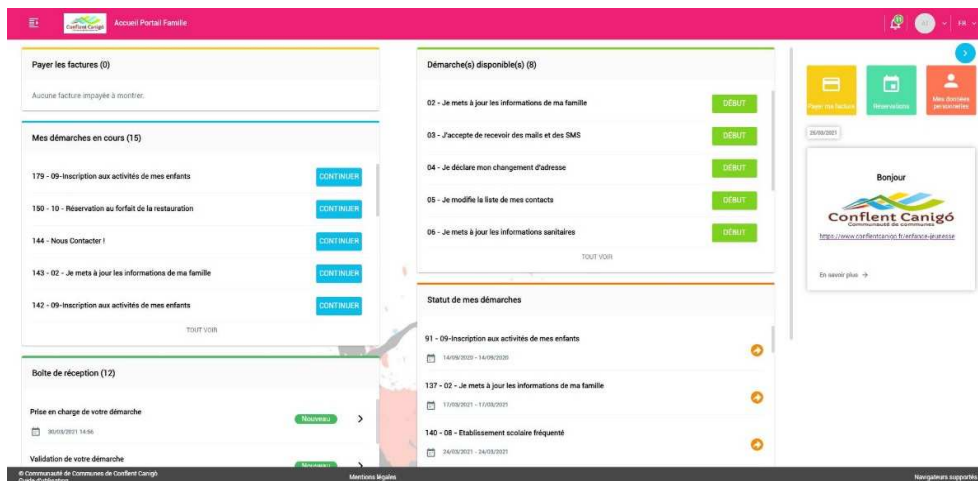 Conflent Canigó
Accueil Portail Famille
FR
Payer les factures (0)
Aucune facture impayée à montrer.
Mes démarches en cours (15)
179 - 09-Inscription aux activités de mes enfants
CONTINUER
150 - 10 - Réservation au forfait de la restauration
CONTINUER
144 - Nous Contacter !
CONTINUER
143 - 02 - Je mets à jour les informations de ma famille
CONTINUER
142 - 09-Inscription aux activités de mes enfants
CONTINUER
TOUT VOIR
Boîte de réception (12)
Prise en charge de votre démarche
Nouveau
30/03/2021 14:56
Validation de votre démarche
Nouveau
Démarche(s) disponible(s) (8)
02 - Je mets à jour les informations de ma famille
DÉBUT
03 - J'accepte de recevoir des mails et des SMS
DÉBUT
04 - Je déclare mon changement d'adresse
DÉBUT
05 - Je modifie la liste de mes contacts
DÉBUT
06 - Je mets à jour les informations sanitaires
DÉBUT
TOUT VOIR
Statut de mes démarches
91 - 09-Inscription aux activités de mes enfants
14/09/2020 - 14/09/2020
137 - 02 - Je mets à jour les informations de ma famille
17/03/2021 - 17/03/2021
140 - 08 - Etablissement scolaire fréquenté
24/03/2021 - 24/03/2021
Payer ma facture
Réservations
Mes données
personnelles
Bonjour
Conflent Canigó
Communauté de communes
https://www.conflentcanigo.fr/enfance-jeunesse
En savoir plus
© Communauté de Communes de Conflent Canigó
Guide d'utilisation
Mentions légales
Navigateurs supportés